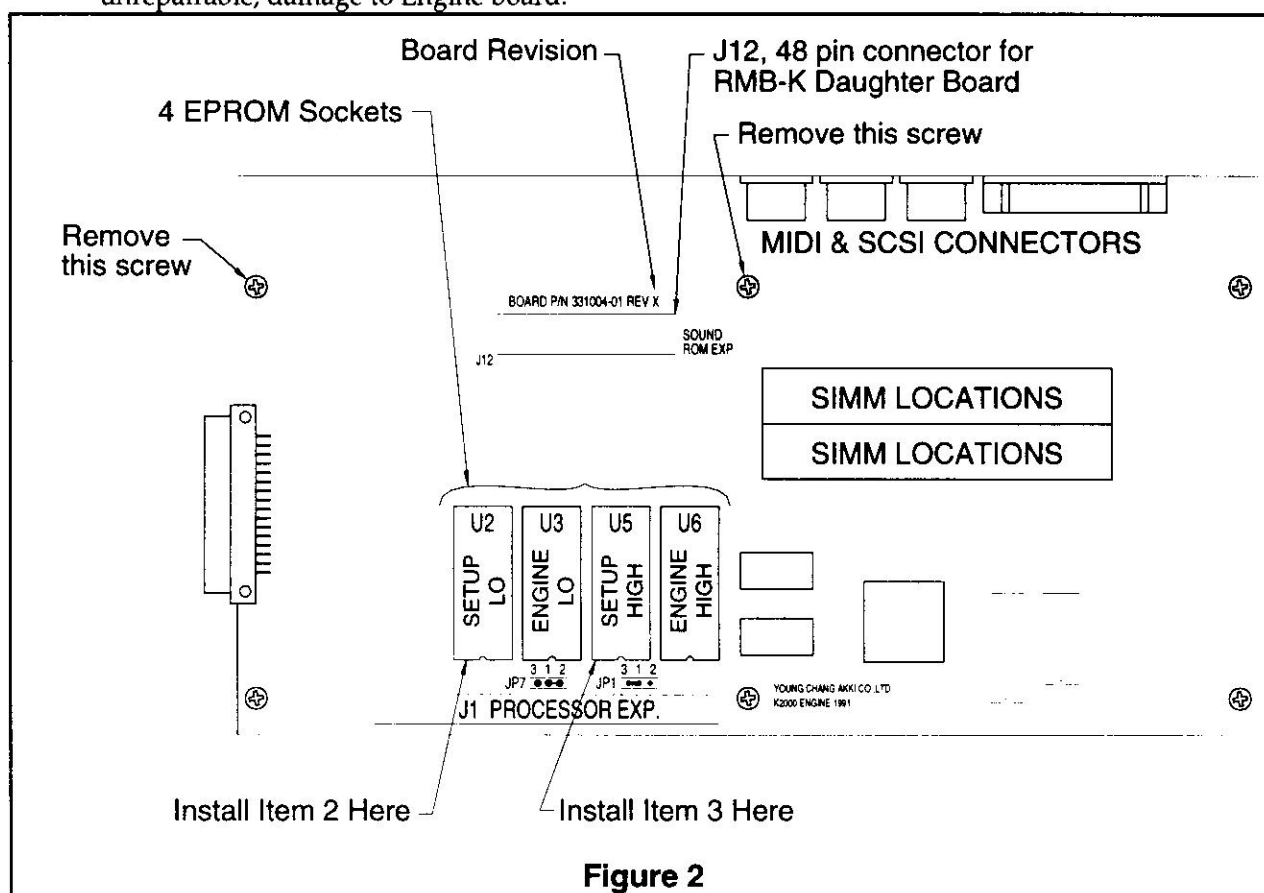 unrepairable, damage to Engine board.
Board Revision
J12, 48 pin connector for
RMB-K Daughter Board
4 EPROM Sockets
Remove this screw
Remove
this screw
MIDI & SCSI CONNECTORS
BOARD P/N 331004-01 REV X
SOUND
ROM EXP
J12
SIMM LOCATIONS
SIMM LOCATIONS
U2
SETUP
LO
U3
ENGINE
LO
U5
SETUP
HIGH
U6
ENGINE
HIGH
3 1 2
JP7
3 1 2
JP1
J1 PROCESSOR EXP.
YOUNG CHANG AKKI CO .,LTD
K2000 ENGINE 1991
Install Item 2 Here
Install Item 3 Here
Figure 2